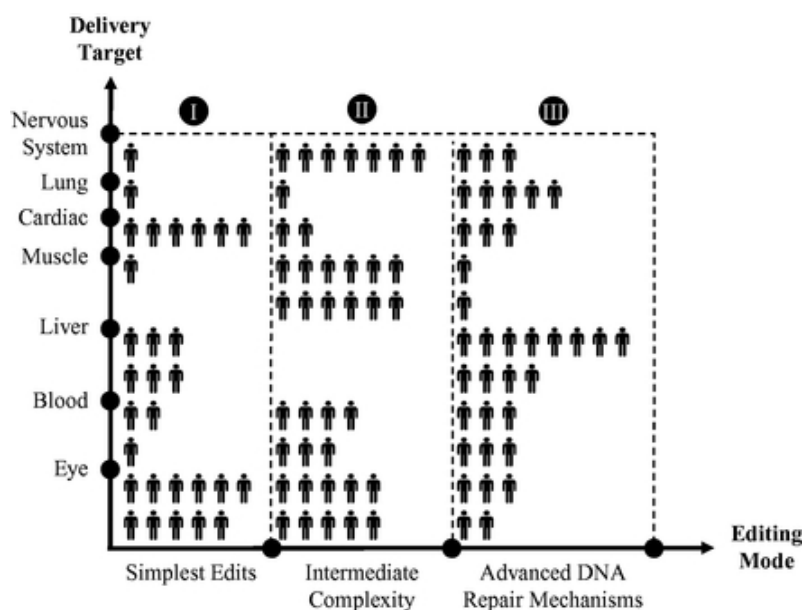 Delivery
Target
I
II
III
Nervous
System
Lung
Cardiac
Muscle
Liver
Blood
Eye
Editing
Mode
Simplest Edits
Intermediate
Complexity
Advanced DNA
Repair Mechanisms